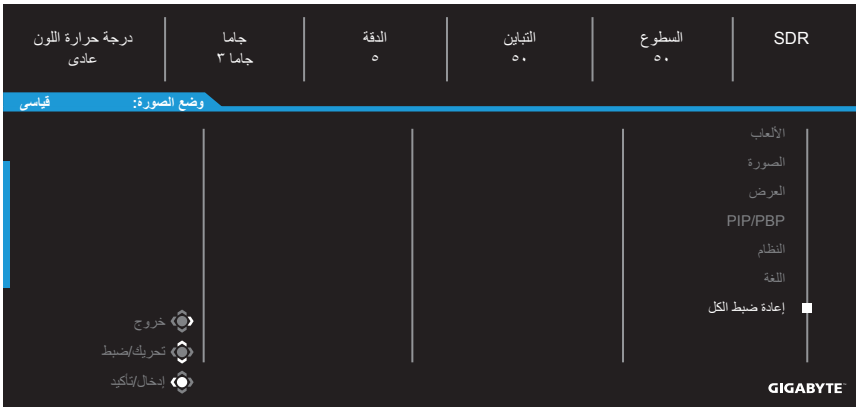 SDR
السطوع
٥٠
التباين
٥٠
الدقة
٥
جاما
جاما ٣
درجة حرارة اللون
عادى
وضع الصورة: قياسى
الألعاب
الصورة
العرض
PIP/PBP
النظام
اللغة
إعادة ضبط الكل
خروج
تحريك/ضبط
إدخال/تأكيد
GIGABYTE